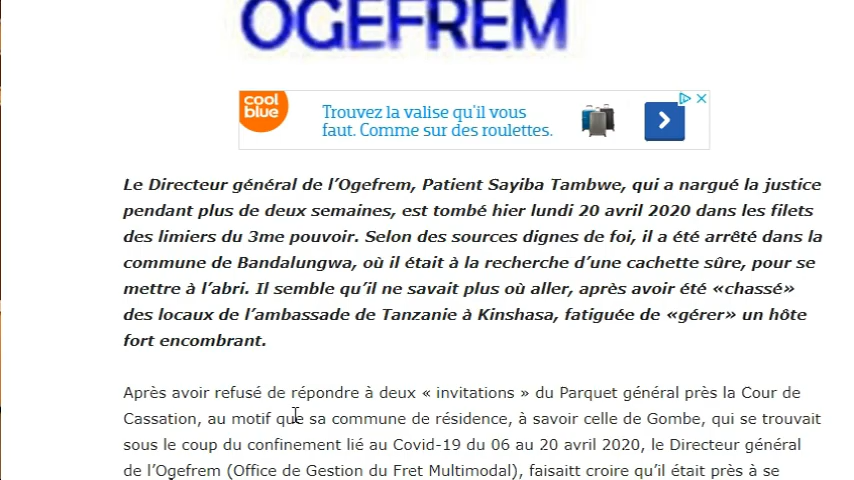 OGEFREM
cool
blue
Trouvez la valise qu'il vous
faut. Comme sur des roulettes.
Le Directeur général de l’Ogefrem, Patient Sayiba Tambwe, qui a nargué la justice
pendant plus de deux semaines, est tombé hier lundi 20 avril 2020 dans les filets
des limiers du 3me pouvoir. Selon des sources dignes de foi, il a été arrêté dans la
commune de Bandalungwa, où il était à la recherche d’une cachette sûre, pour se
mettre à l’abri. Il semble qu’il ne savait plus où aller, après avoir été «chassé»
des locaux de l’ambassade de Tanzanie à Kinshasa, fatiguée de «gérer» un hôte
fort encombrant.
Après avoir refusé de répondre à deux « invitations » du Parquet général près la Cour de
Cassation, au motif que sa commune de résidence, à savoir celle de Gombe, qui se trouvait
sous le coup du confinement lié au Covid-19 du 06 au 20 avril 2020, le Directeur général
de l’Ogefrem (Office de Gestion du Fret Multimodal), faisaitt croire qu’il était près à se